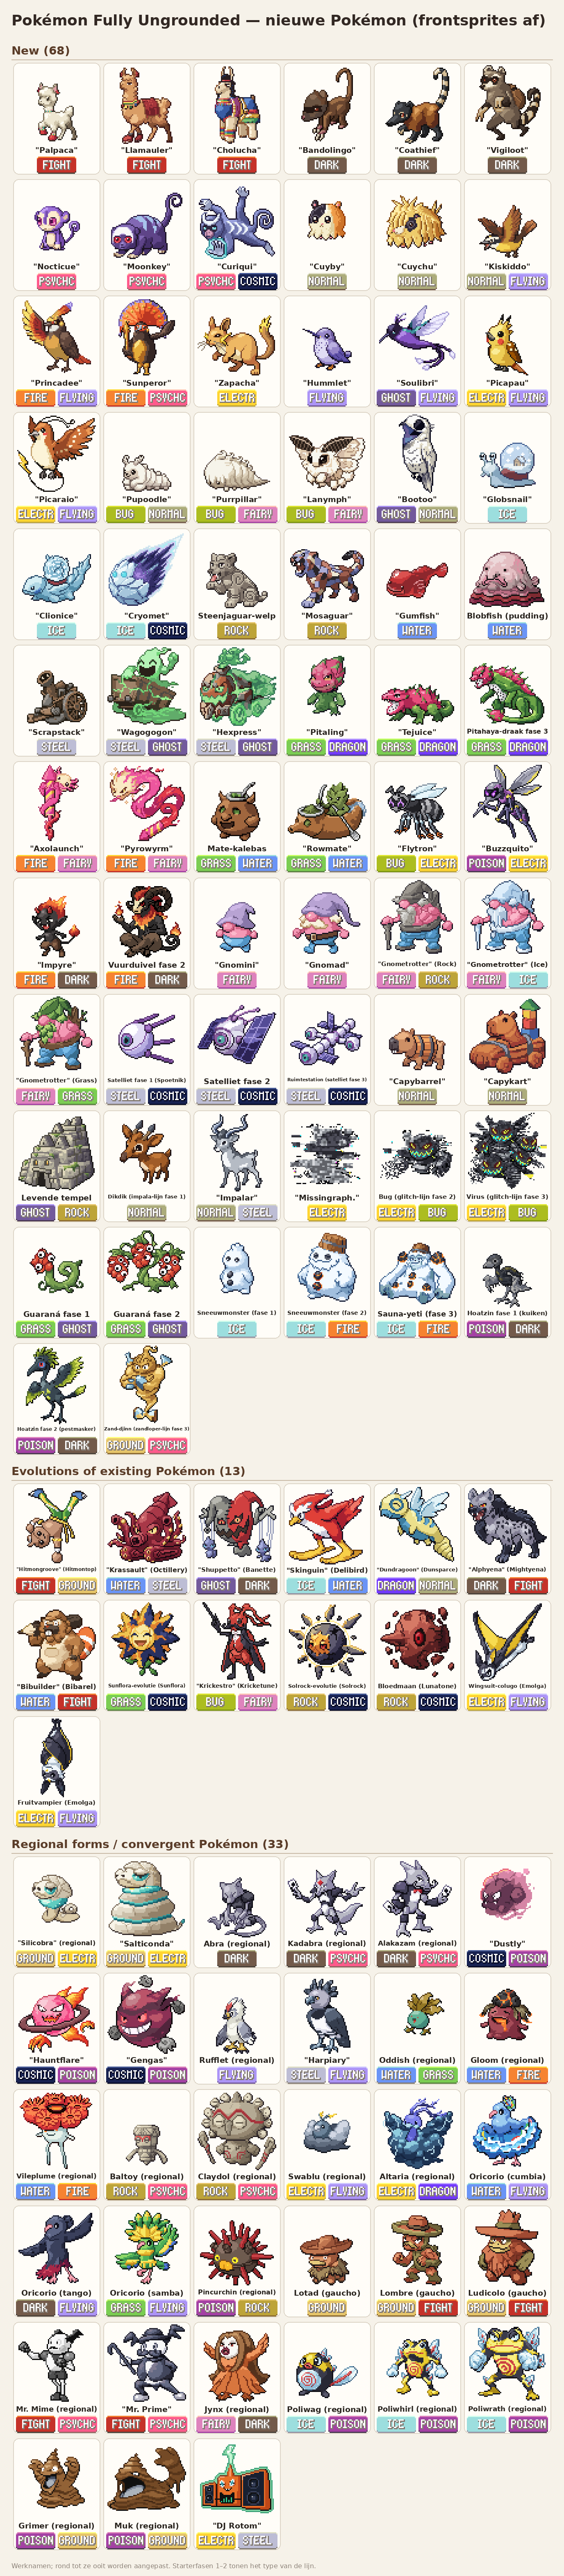 Pokémon Fully Ungrounded — nieuwe Pokémon (frontsprites af)
New (68)
"Palpaca" "Llamauler" "Cholucha" "Bandolingo" "Coathief" "Vigiloot"
FIGHT FIGHT FIGHT DARK DARK DARK
"Nocticue" "Moonkey" "Curiqui" "Cuyby" "Cuychu" "Kiskiddo"
PSYCHC PSYCHC PSYCHC COSMIC NORMAL NORMAL NORMAL FLYING
"Princadee" "Sunperor" "Zapacha" "Hummlet" "Soulibri" "Picapau"
FIRE FLYING FIRE PSYCHC ELECTR FLYING GHOST FLYING ELECTR FLYING
"Picaraio" "Pupoodle" "Purrpillar" "Lanymph" "Bootoo" "Globsnail"
ELECTR FLYING BUG NORMAL BUG FAIRY BUG FAIRY GHOST NORMAL ICE
"Clionice" "Cryomet" Steenjaguar-welp "Mosaguar" "Gumfish" Blobfish (pudding)
ICE ICE COSMIC ROCK ROCK WATER WATER
"Scrapstack" "Wagogogon" "Hexpress" "Pitaling" "Tejuice" Pitahaya-draak fase 3
STEEL STEEL GHOST STEEL GHOST GRASS DRAGON GRASS DRAGON GRASS DRAGON
"Axolaunch" "Pyrowyrm" Mate-kalebas "Rowmate" "Flytron" "Buzzquito"
FIRE FAIRY FIRE FAIRY GRASS WATER GRASS WATER BUG ELECTR POISON ELECTR
"Impyre" Vuurduivel fase 2 "Gnomini" "Gnomad" "Gnometrotter" (Rock) "Gnometrotter" (Ice)
FIRE DARK FIRE DARK FAIRY FAIRY FAIRY ROCK FAIRY ICE
"Gnometrotter" (Grass) Satelliet fase 1 (Spoetnik) Satelliet fase 2 Ruimtestation (satelliet fase 3) "Capybarrel" "Capykart"
FAIRY GRASS STEEL COSMIC STEEL COSMIC STEEL COSMIC NORMAL NORMAL
Levende tempel Dikdik (impala-lijn fase 1) "Impalar" "Missingraph." Bug (glitch-lijn fase 2) Virus (glitch-lijn fase 3)
GHOST ROCK NORMAL NORMAL STEEL ELECTR ELECTR BUG ELECTR BUG
Guaraná fase 1 Guaraná fase 2 Sneeuwmonster (fase 1) Sneeuwmonster (fase 2) Sauna-yeti (fase 3) Hoatzin fase 1 (kuiken)
GRASS GHOST GRASS GHOST ICE ICE FIRE ICE FIRE POISON DARK
Hoatzin fase 2 (pestmasker) Zand-djinn (zandloper-lijn fase 3)
POISON DARK GROUND PSYCHC
Evolutions of existing Pokémon (13)
"Hitmongroove" (Hitmontop) "Krassault" (Octillery) "Shuppetto" (Banette) "Skinguin" (Delibird) "Dundragoon" (Dunsparce) "Alphyena" (Mightyena)
FIGHT GROUND WATER STEEL GHOST DARK ICE WATER DRAGON NORMAL DARK FIGHT
"Bibuilder" (Bibarel) Sunflora-evolutie (Sunflora) "Krickestro" (Kricketune) Solrock-evolutie (Solrock) Bloedmaan (Lunatone) Wingsuit-colugo (Emolga)
WATER FIGHT GRASS COSMIC BUG FAIRY ROCK COSMIC ROCK COSMIC ELECTR FLYING
Fruitvampier (Emolga)
ELECTR FLYING
Regional forms / convergent Pokémon (33)
"Silicobra" (regional) "Salticonda" Abra (regional) Kadabra (regional) Alakazam (regional) "Dustly"
GROUND ELECTR GROUND ELECTR DARK DARK PSYCHC DARK PSYCHC COSMIC POISON
"Hauntflare" "Gengas" Rufflet (regional) "Harpiary" Oddish (regional) Gloom (regional)
COSMIC POISON COSMIC POISON FLYING STEEL FLYING WATER GRASS WATER FIRE
Vileplume (regional) Baltoy (regional) Claydol (regional) Swablu (regional) Altaria (regional) Oricorio (cumbia)
WATER FIRE ROCK PSYCHC ROCK PSYCHC ELECTR FLYING ELECTR DRAGON WATER FLYING
Oricorio (tango) Oricorio (samba) Pincurchin (regional) Lotad (gaucho) Lombre (gaucho) Ludicolo (gaucho)
DARK FLYING GRASS FLYING POISON ROCK GROUND GROUND FIGHT GROUND FIGHT
Mr. Mime (regional) "Mr. Prime" Jynx (regional) Poliwag (regional) Poliwhirl (regional) Poliwrath (regional)
FIGHT PSYCHC FIGHT PSYCHC FAIRY DARK ICE POISON ICE POISON ICE POISON
Grimer (regional) Muk (regional) "DJ Rotom"
POISON GROUND POISON GROUND ELECTR STEEL
Werknamen; rond tot ze ooit worden aangepast. Starterfasen 1–2 tonen het type van de lijn.